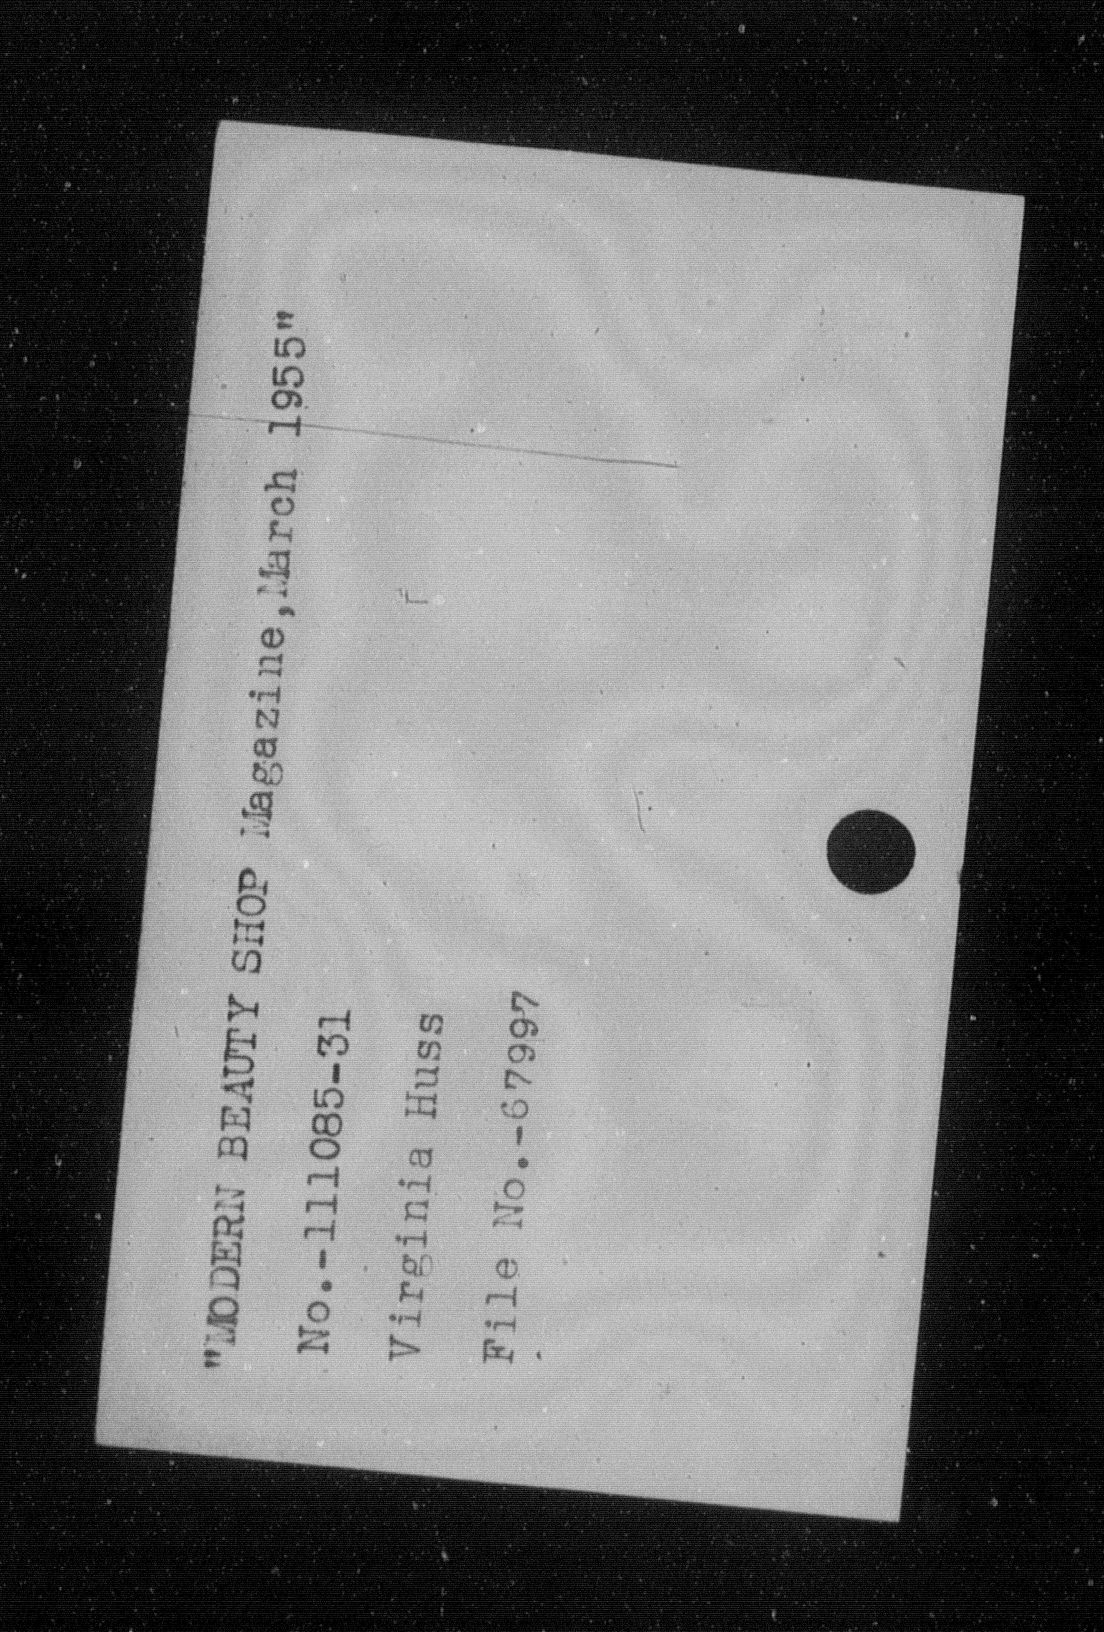 "MODERN BEAUTY SHOP Magazine,March 1955"
No.-111085-31
Virginia Huss
File No.-67997